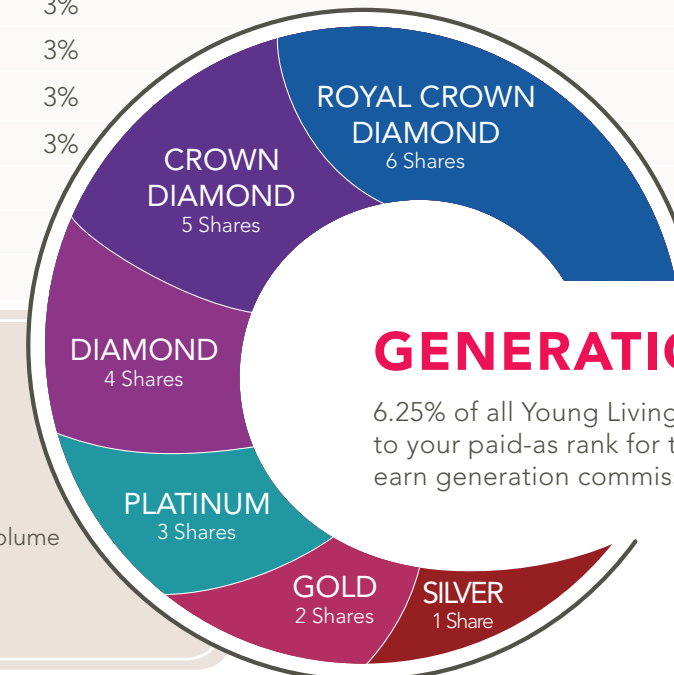 3%
3%
3%
3%
ROYAL CROWN
DIAMOND
6 Shares
CROWN
DIAMOND
5 Shares
DIAMOND
4 Shares
PLATINUM
3 Shares
GOLD
2 Shares
SILVER
1 Share
GENERATIO
6.25% of all Young Living
to your paid-as rank for t
earn generation commis
olume